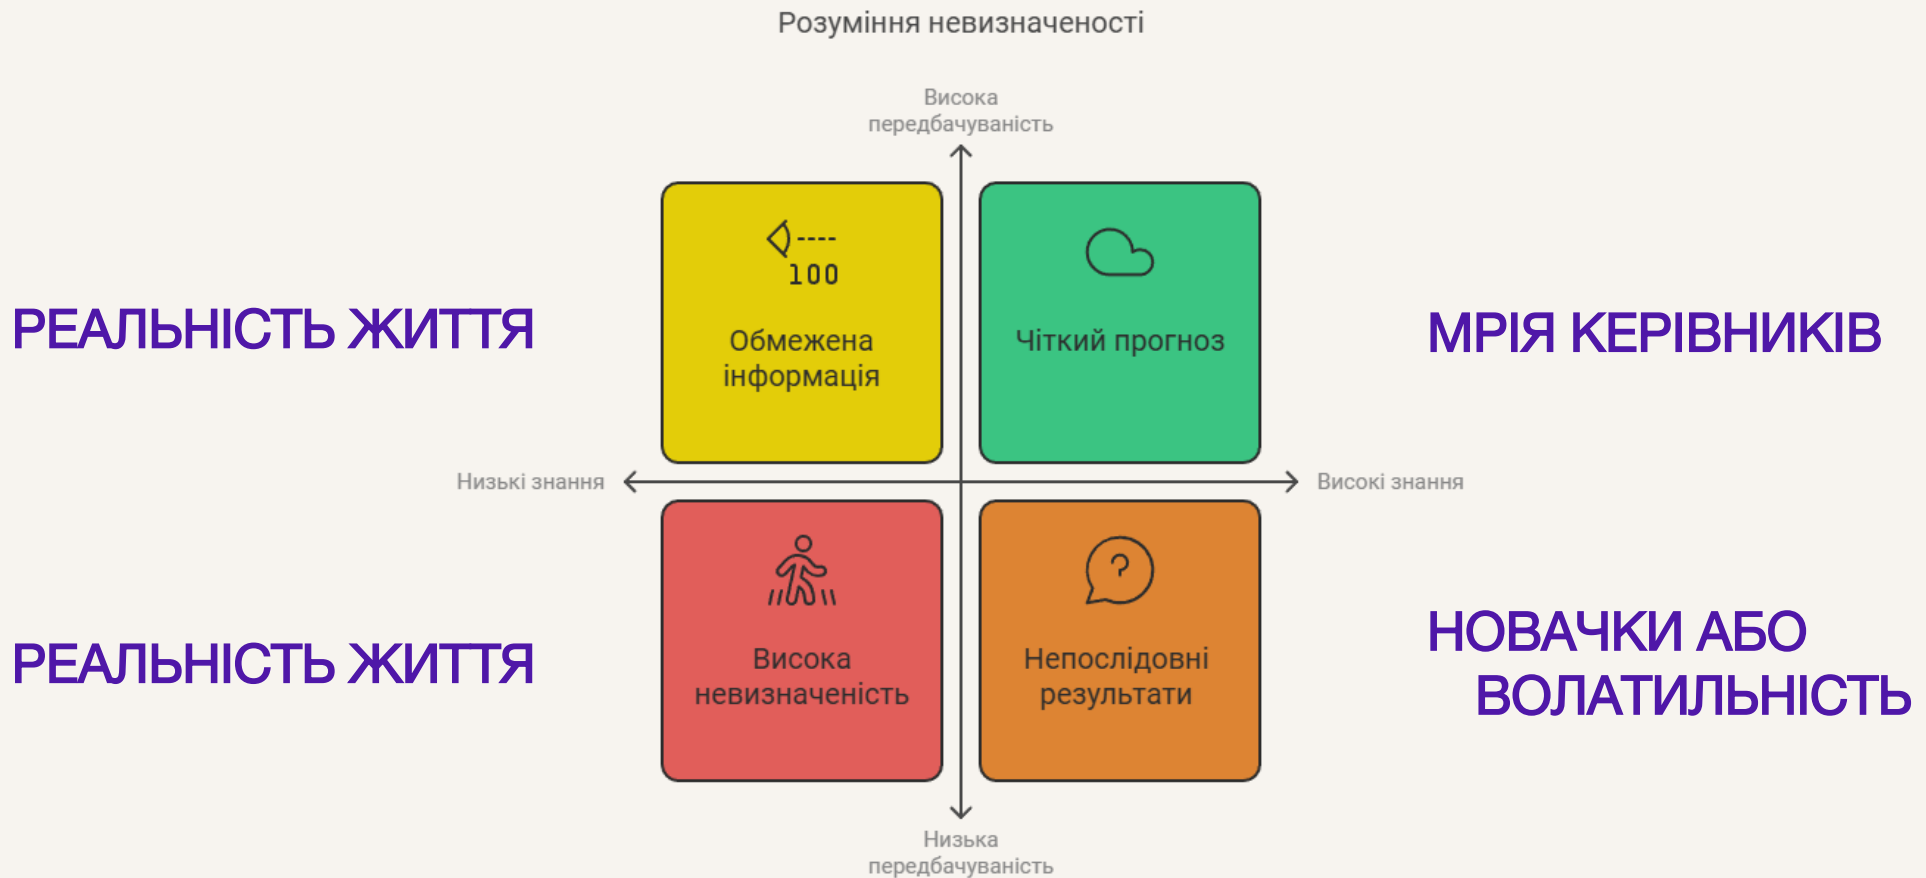 Розуміння невизначеності
Висока
передбачуваність
100
Обмежена
інформація
Чіткий прогноз
РЕАЛЬНІСТЬ ЖИТТЯ
МРІЯ КЕРІВНИКІВ
Низькі знання
Високі знання
?
Висока
невизначеність
Непослідовні
результати
РЕАЛЬНІСТЬ ЖИТТЯ
НОВАЧКИ АБО
ВОЛАТИЛЬНІСТЬ
Низька
передбачуваність